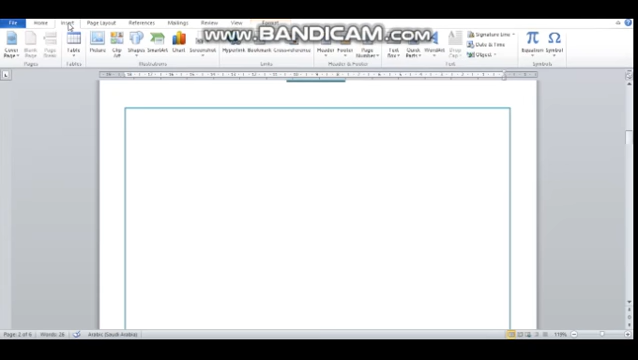 File Home Insert Page Layout References Mailings Review View
www.BANDICAM.com
Cover Page Blank Page Page Break Table Picture Clip Art Shapes SmartArt Chart Screenshot Hyperlink Bookmark Cross-reference Header Footer Page Number Text Box Quick Parts WordArt Drop Cap Signature Line Equation Symbol
Date & Time
Object
Pages Tables Illustrations Links Header & Footer Text Symbols
Page: 2 of 6 Words: 26 Arabic (Saudi Arabia) 119%